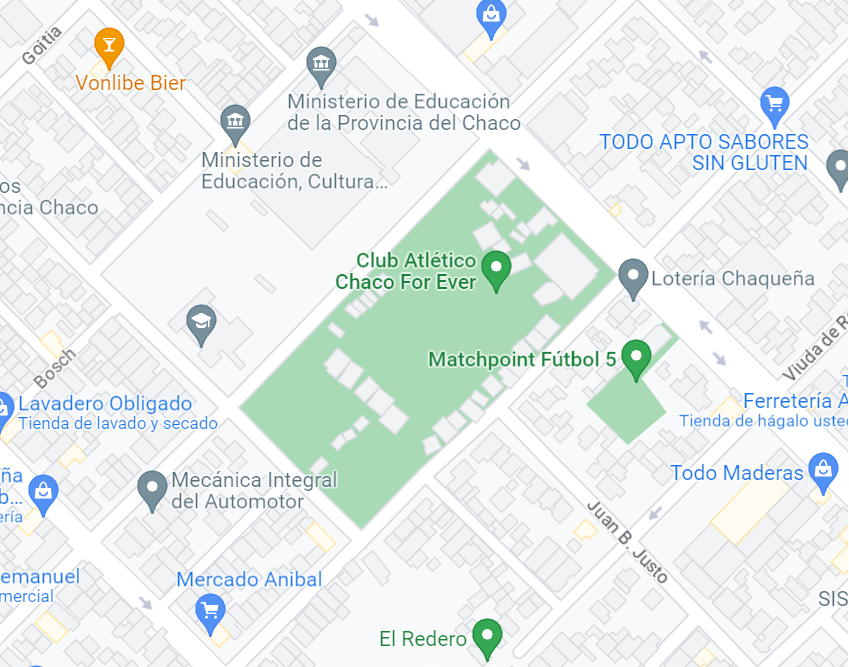 Goitia
Vonlibe Bier
Ministerio de Educación
de la Provincia del Chaco
TODO APTO SABORES
SIN GLUTEN
Ministerio de
Educación, Cultura...
os
ncia Chaco
Club Atlético
Chaco For Ever
Lotería Chaqueña
Viuda de R
Matchpoint Fútbol 5
Bosch
Lavadero Obligado
Tienda de lavado y secado
Ferretería A
Tienda de hágalo uste
Todo Maderas
Mecánica Integral
del Automotor
ña
b...
ería
Juan B. Justo
emanuel
mercial
Mercado Anibal
SIS
El Redero